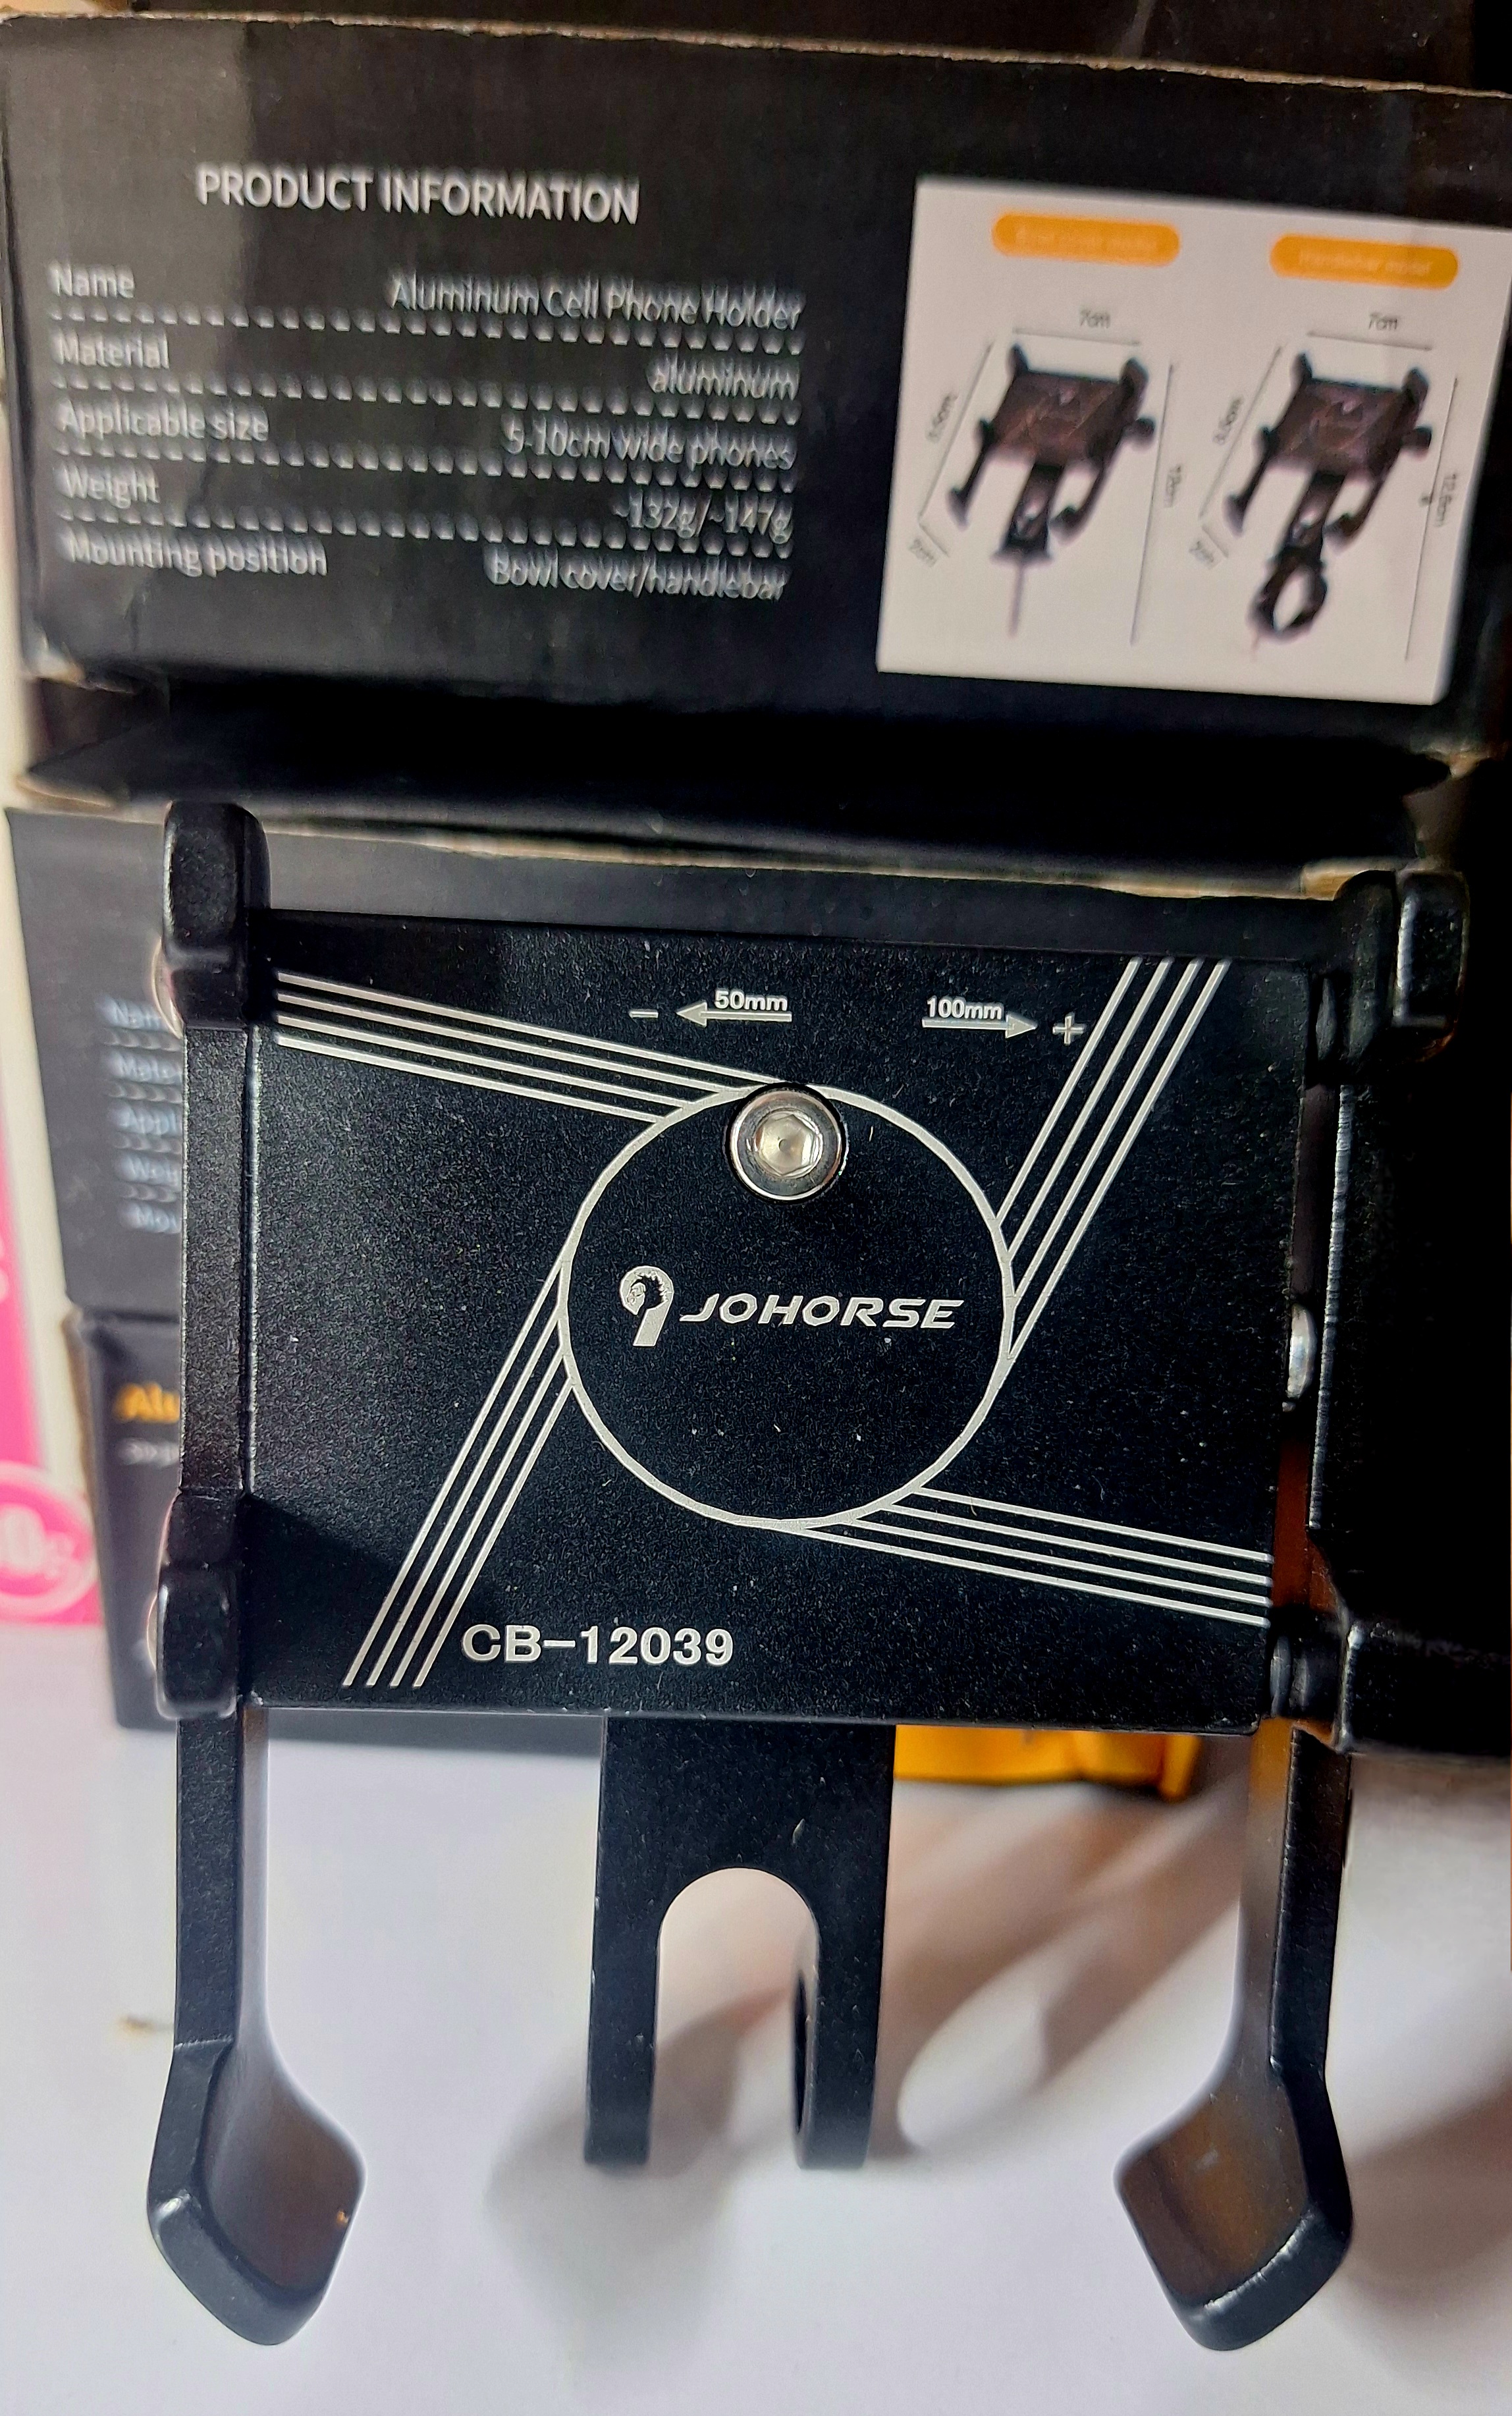 PRODUCT INFORMATION
Name Aluminum Cell Phone Holder
Material aluminum
Applicable size 5-10cm wide phones
Weight ~132g/~147g
Mounting position Bowl cover/handlebar
7cm
7cm
− 50mm 100mm +
JOHORSE
CB-12039